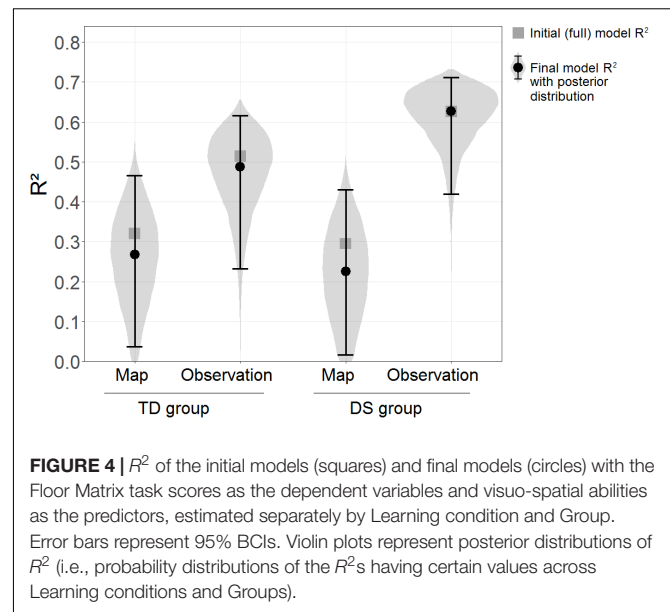 0.8
0.7
0.6
0.5
0.4
0.3
0.2
0.1
0.0
R²
Initial (full) model R²
Final model R²
with posterior
distribution
Map Observation Map Observation
TD group DS group
FIGURE 4 | R² of the initial models (squares) and final models (circles) with the
Floor Matrix task scores as the dependent variables and visuo-spatial abilities
as the predictors, estimated separately by Learning condition and Group.
Error bars represent 95% BCIs. Violin plots represent posterior distributions of
R² (i.e., probability distributions of the R²s having certain values across
Learning conditions and Groups).